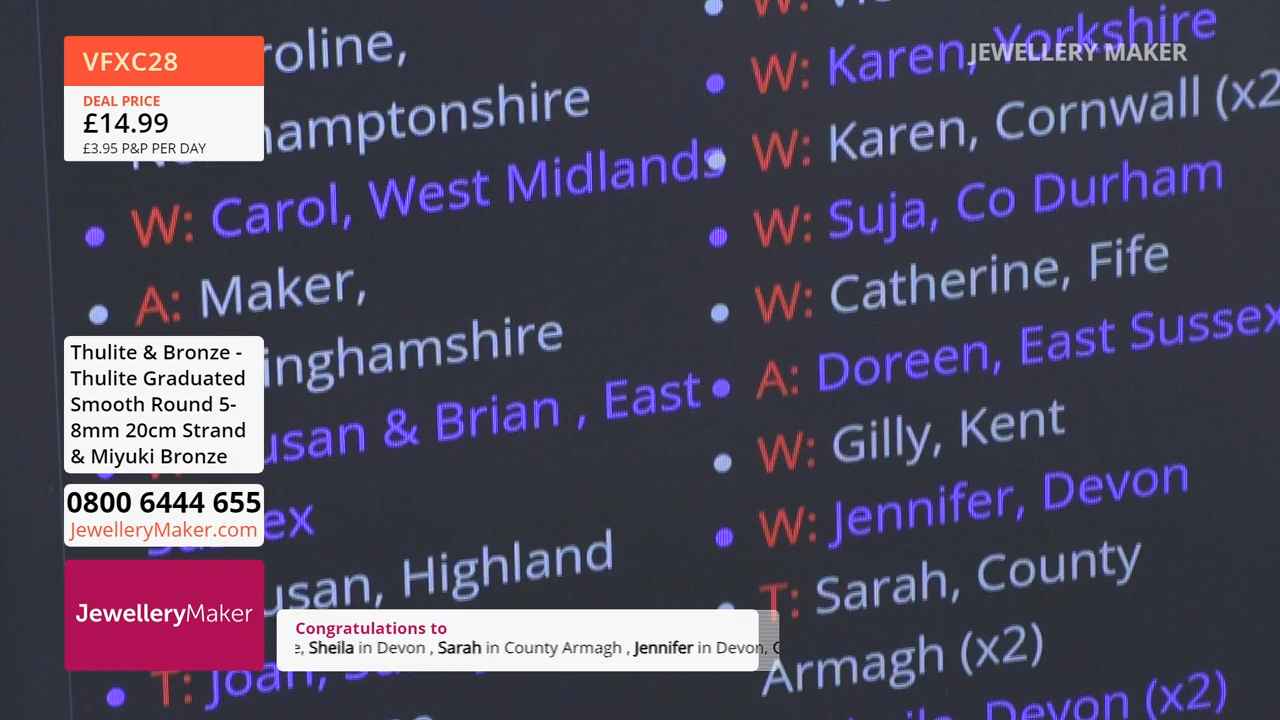 VFXC28
DEAL PRICE
£14.99
£3.95 P&P PER DAY
JEWELLERY MAKER
roline,
hamptonshire
W: Carol, West Midlands
A: Maker,
inghamshire
usan & Brian , East
ex
usan, Highland
T: Joan,
W:
W: Karen, Yorkshire
W: Karen, Cornwall (x2
W: Suja, Co Durham
W: Catherine, Fife
A: Doreen, East Sussex
W: Gilly, Kent
W: Jennifer, Devon
T: Sarah, County
Armagh (x2)
Devon (x2)
Thulite & Bronze -
Thulite Graduated
Smooth Round 5-
8mm 20cm Strand
& Miyuki Bronze
0800 6444 655
JewelleryMaker.com
JewelleryMaker
Congratulations to
e, Sheila in Devon , Sarah in County Armagh , Jennifer in Devon,